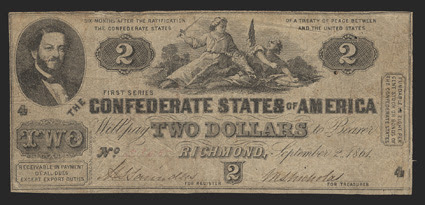 SIX MONTHS AFTER THE RATIFICATION
OF A TREATY OF PEACE BETWEEN
THE CONFEDERATE STATES
AND THE UNITED STATES.
2
2
FIRST SERIES.
4
THE CONFEDERATE STATES OF AMERICA
TWO
Will pay TWO DOLLARS to Bearer
No
RICHMOND, September 2, 1861.
RECEIVABLE IN PAYMENT
OF ALL DUES
EXCEPT EXPORT DUTIES
2
FOR REGISTER
FOR TREASURER
4